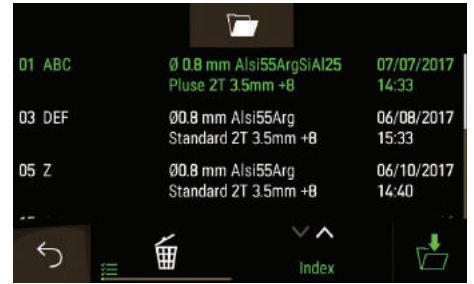 01 ABC Ø 0.8 mm Alsi55ArgSiAl25 07/07/2017
Pluse 2T 3.5mm +8 14:33
03 DEF Ø0.8 mm Alsi55Arg 06/08/2017
Standard 2T 3.5mm +8 15:33
05 Z Ø0.8 mm Alsi55Arg 06/10/2017
Standard 2T 3.5mm +8 14:40
Index